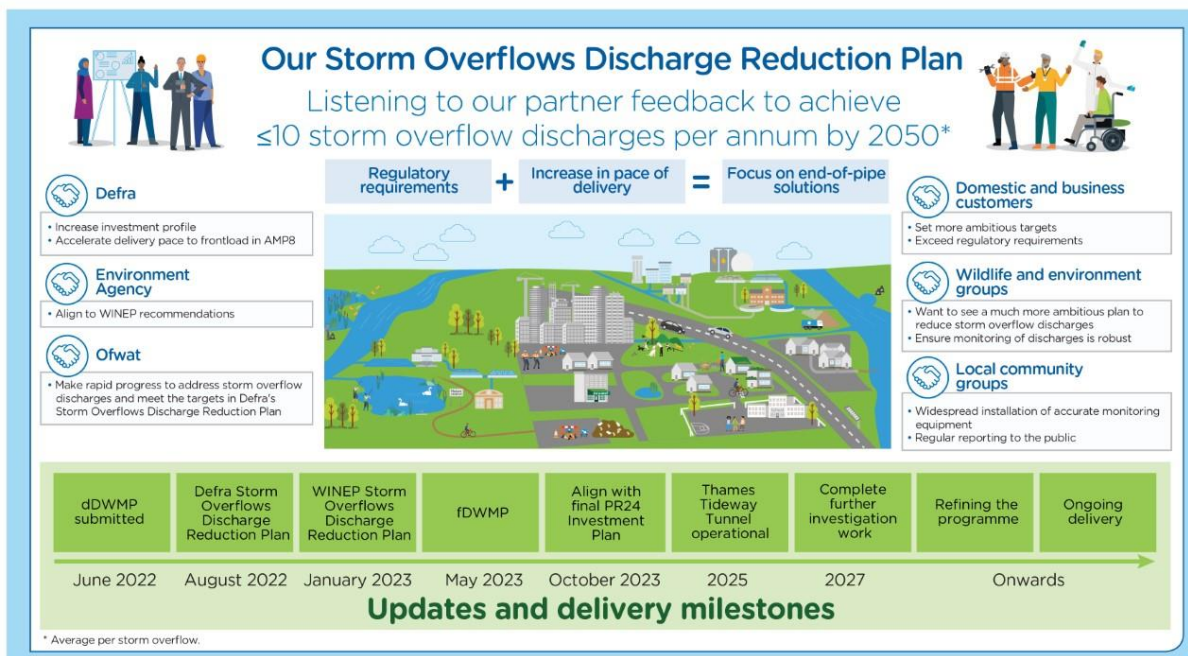 Our Storm Overflows Discharge Reduction Plan
Listening to our partner feedback to achieve
≤10 storm overflow discharges per annum by 2050*
Regulatory
requirements
+
Increase in pace of
delivery
=
Focus on end-of-pipe
solutions
Defra
• Increase investment profile
• Accelerate delivery pace to frontload in AMP8
Environment
Agency
• Align to WINEP recommendations
Ofwat
• Make rapid progress to address storm overflow
discharges and meet the targets in Defra's
Storm Overflows Discharge Reduction Plan
Domestic and business
customers
• Set more ambitious targets
• Exceed regulatory requirements
Wildlife and environment
groups
• Want to see a much more ambitious plan to
reduce storm overflow discharges
• Ensure monitoring of discharges is robust
Local community
groups
• Widespread installation of accurate monitoring
equipment
• Regular reporting to the public
dDWMP
submitted
Defra Storm
Overflows
Discharge
Reduction Plan
WINEP Storm
Overflows
Discharge
Reduction Plan
fDWMP
Align with
final PR24
Investment
Plan
Thames
Tideway
Tunnel
operational
Complete
further
investigation
work
Refining the
programme
Ongoing
delivery
June 2022
August 2022
January 2023
May 2023
October 2023
2025
2027
Onwards
Updates and delivery milestones
* Average per storm overflow.